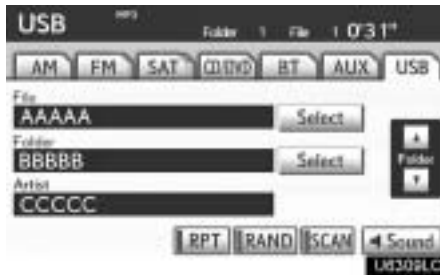 USB MP3 Folder 1 File 1 0'31"
AM FM SAT CD/DVD BT AUX USB
File
AAAAA Select
Folder
BBBBB Select
Folder
Artist
CCCCC
RPT RAND SCAN Sound
U6309LC